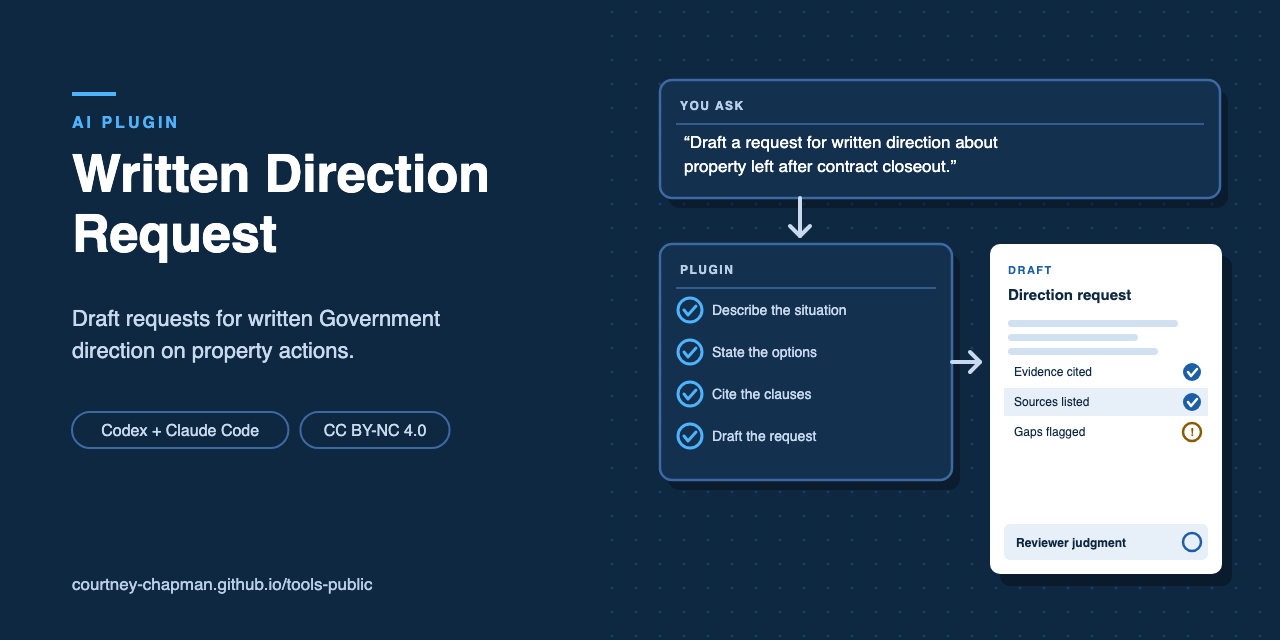 AI PLUGIN
Written Direction
Request
Draft requests for written Government
direction on property actions.
Codex + Claude Code
CC BY-NC 4.0
courtney-chapman.github.io/tools-public
YOU ASK
“Draft a request for written direction about
property left after contract closeout.”
PLUGIN
Describe the situation
State the options
Cite the clauses
Draft the request
DRAFT
Direction request
Evidence cited
Sources listed
Gaps flagged
!
Reviewer judgment